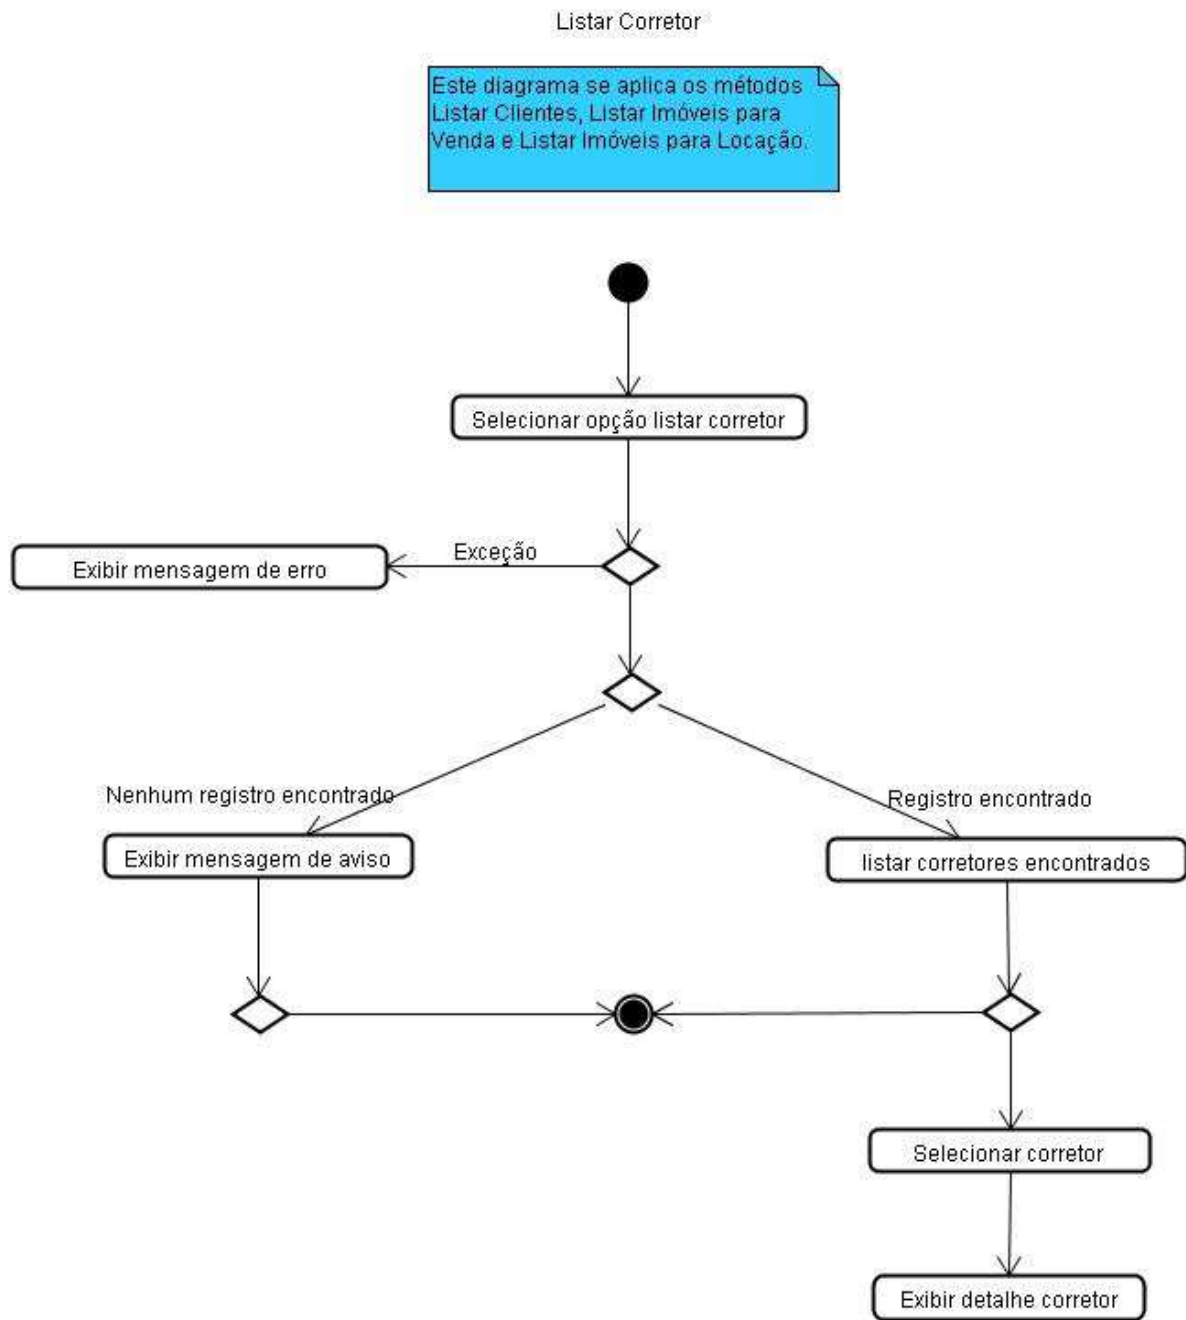 Listar Corretor
Este diagrama se aplica os métodos
Listar Clientes, Listar Imóveis para
Venda e Listar Imóveis para Locação.
Selecionar opção listar corretor
Exceção
Exibir mensagem de erro
Nenhum registro encontrado
Registro encontrado
Exibir mensagem de aviso
listar corretores encontrados
Selecionar corretor
Exibir detalhe corretor